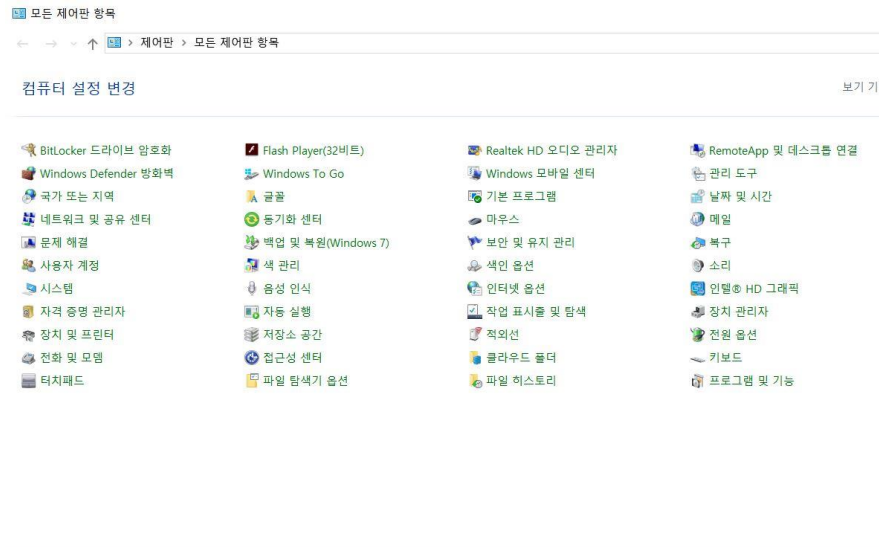 모든 제어판 항목
제어판 > 모든 제어판 항목
컴퓨터 설정 변경
보기 기
BitLocker 드라이브 암호화 Flash Player(32비트) Realtek HD 오디오 관리자 RemoteApp 및 데스크톱 연결
Windows Defender 방화벽 Windows To Go Windows 모바일 센터 관리 도구
국가 또는 지역 글꼴 기본 프로그램 날짜 및 시간
네트워크 및 공유 센터 동기화 센터 마우스 메일
문제 해결 백업 및 복원(Windows 7) 보안 및 유지 관리 복구
사용자 계정 색 관리 색인 옵션 소리
시스템 음성 인식 인터넷 옵션 인텔® HD 그래픽
자격 증명 관리자 자동 실행 작업 표시줄 및 탐색 장치 관리자
장치 및 프린터 저장소 공간 적외선 전원 옵션
전화 및 모뎀 접근성 센터 클라우드 폴더 키보드
터치패드 파일 탐색기 옵션 파일 히스토리 프로그램 및 기능